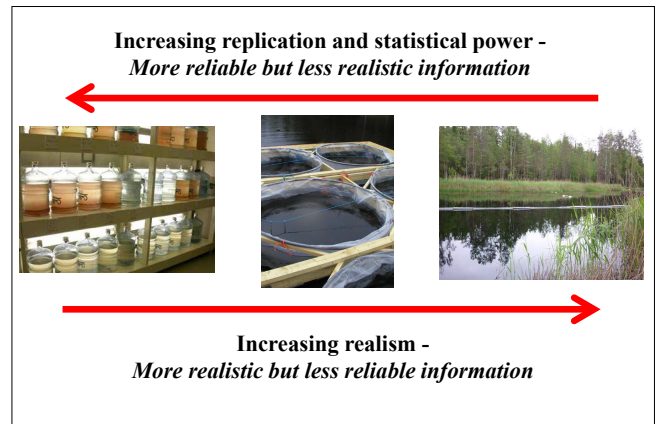 Increasing replication and statistical power -
More reliable but less realistic information
Increasing realism -
More realistic but less reliable information